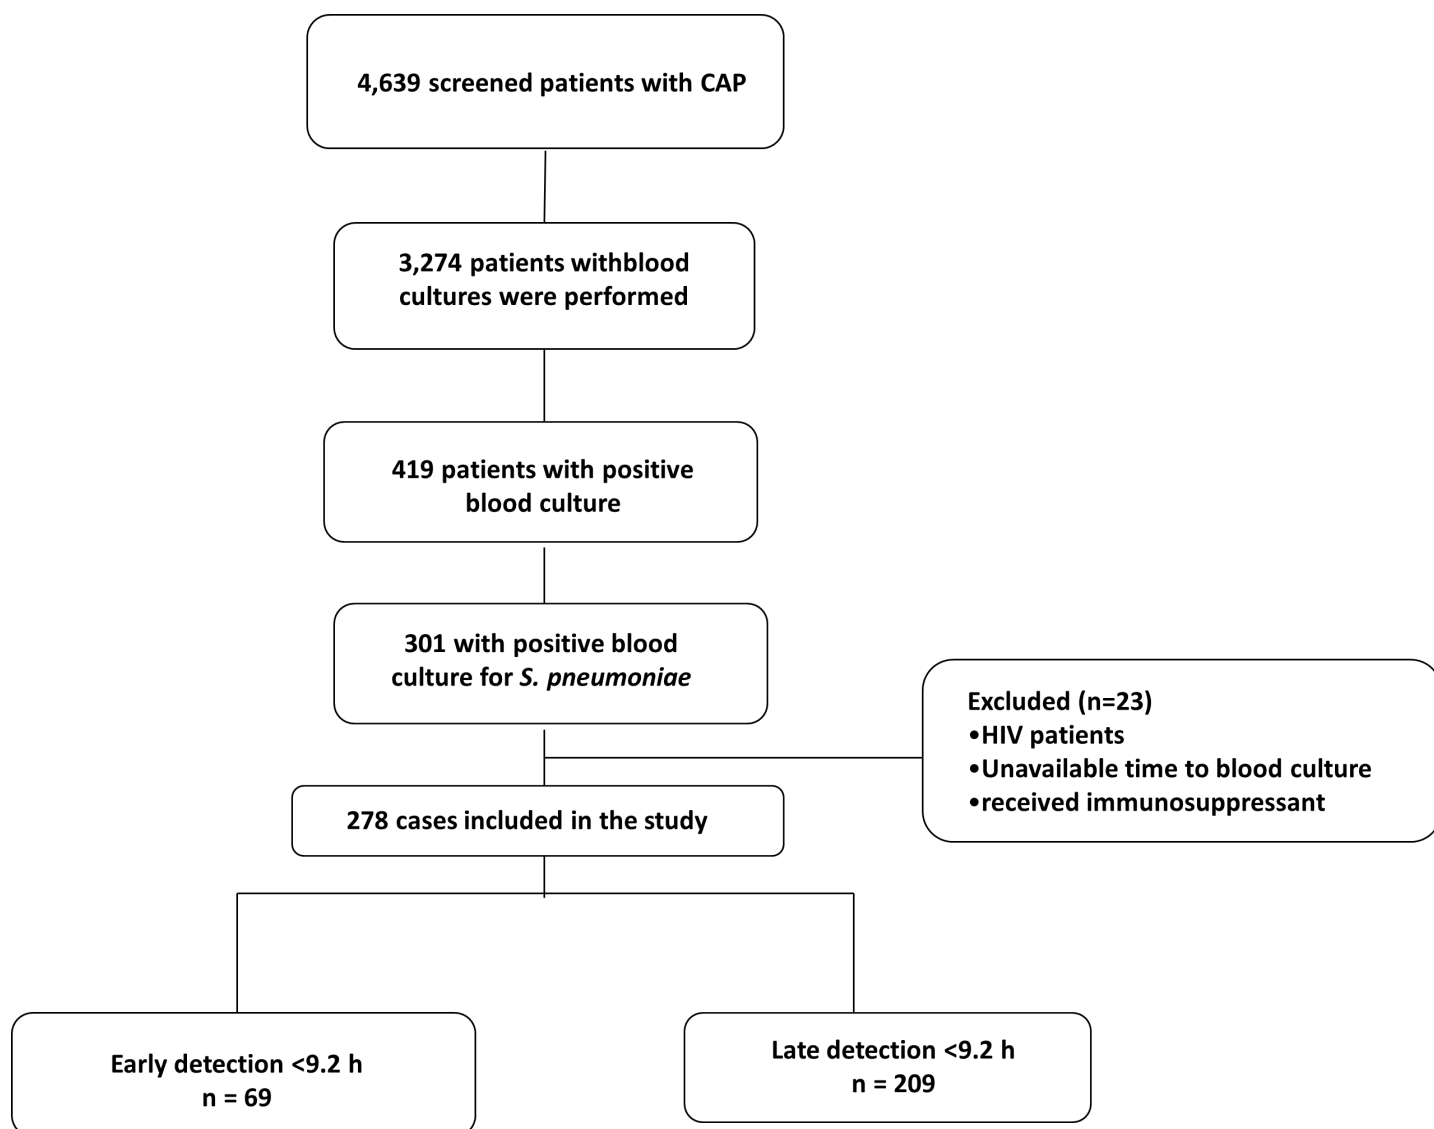 4,639 screened patients with CAP
3,274 patients withblood
cultures were performed
419 patients with positive
blood culture
301 with positive blood
culture for S. pneumoniae
Excluded (n=23)
•HIV patients
•Unavailable time to blood culture
•received immunosuppressant
278 cases included in the study
Early detection <9.2 h
n = 69
Late detection <9.2 h
n = 209